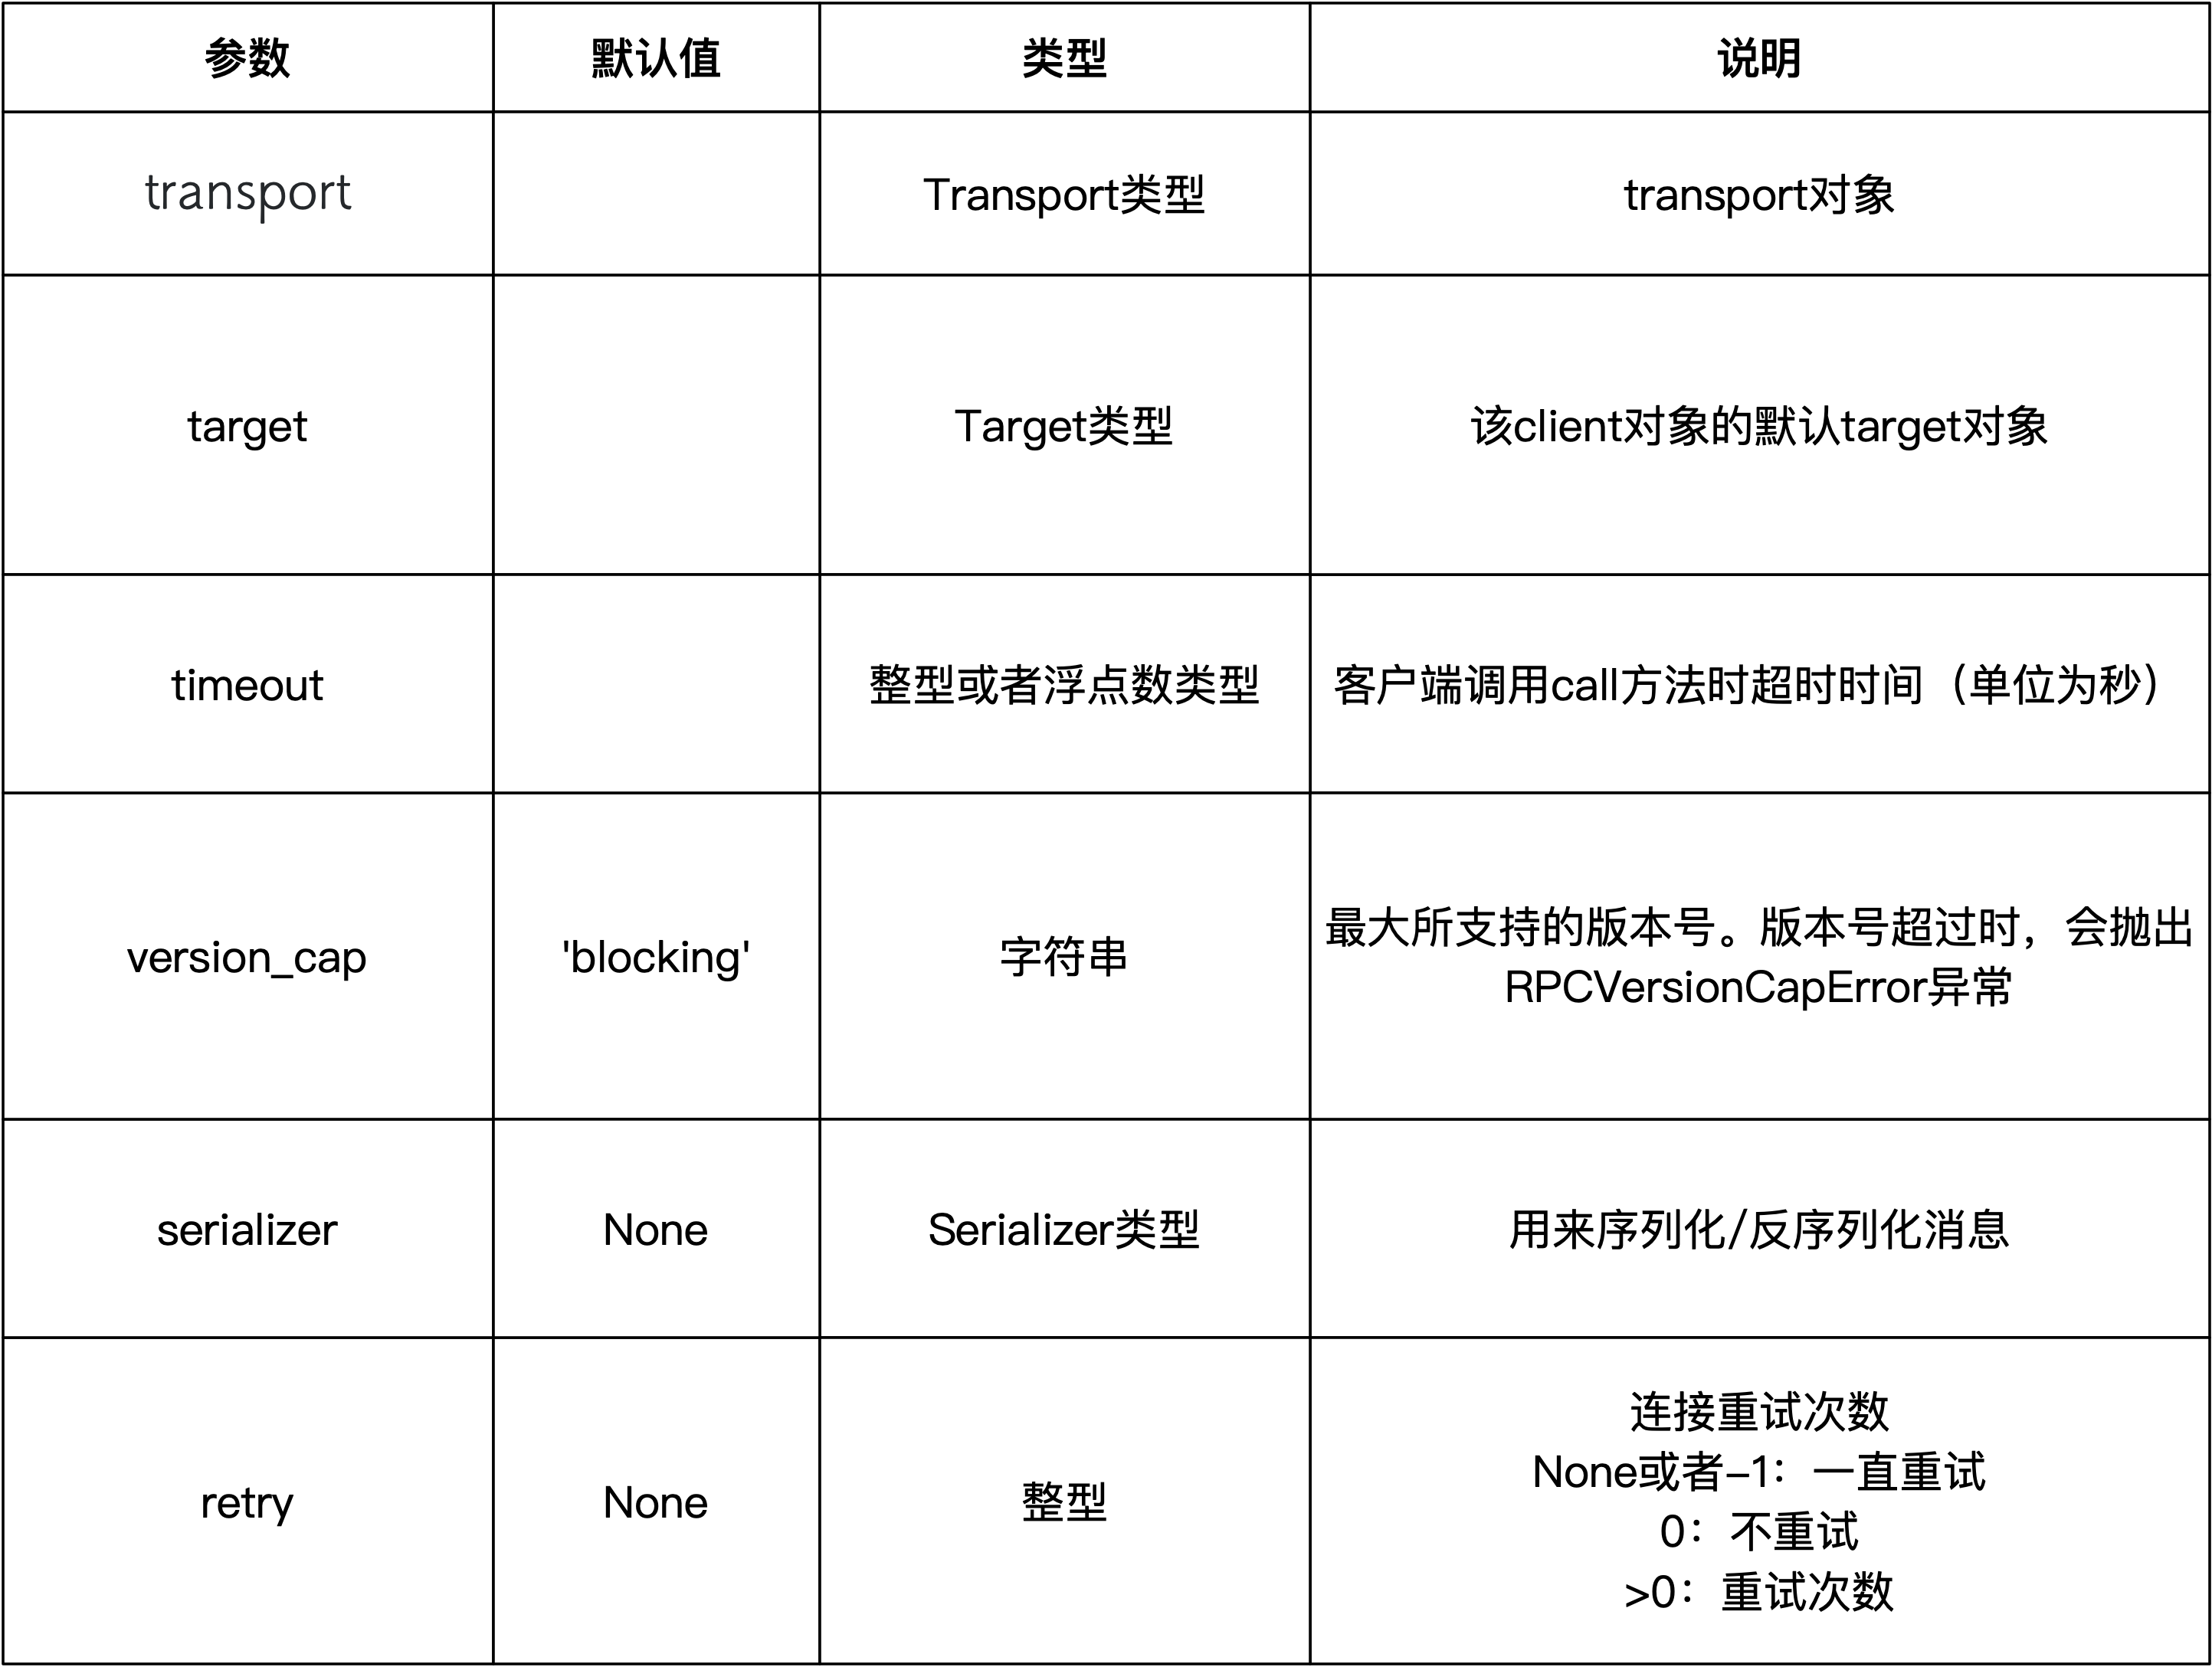 参数 默认值 类型 说明
transport Transport类型 transport对象
target Target类型 该client对象的默认target对象
timeout 整型或者浮点数类型 客户端调用call方法时超时时间（单位为秒）
version_cap 'blocking' 字符串 最大所支持的版本号。版本号超过时，会抛出
RPCVersionCapError异常
serializer None Serializer类型 用来序列化/反序列化消息
retry None 整型 连接重试次数
None或者-1：一直重试
0：不重试
>0：重试次数